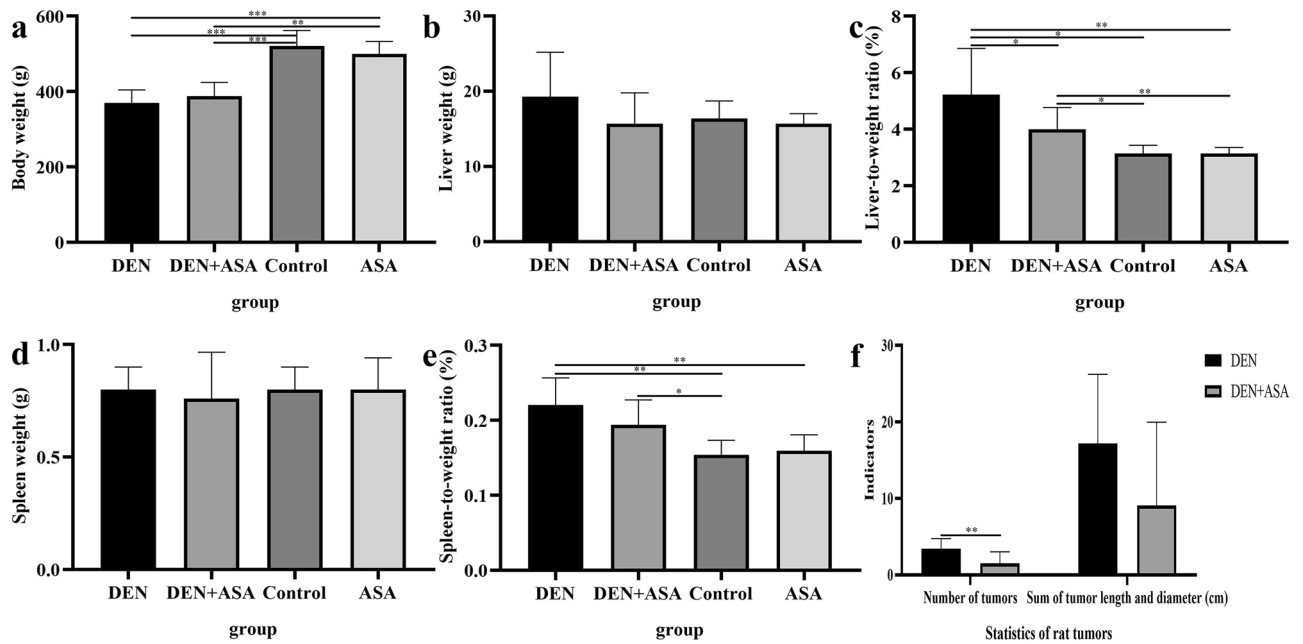 a
Body weight (g)
600
400
200
0
***
**
***
***
DEN
DEN+ASA
Control
ASA
group
b
Liver weight (g)
30
20
10
0
DEN
DEN+ASA
Control
ASA
group
c
Liver-to-weight ratio (%)
8
6
4
2
0
**
*
*
**
*
DEN
DEN+ASA
Control
ASA
group
d
Spleen weight (g)
1.0
0.5
0.0
DEN
DEN+ASA
Control
ASA
group
e
Spleen-to-weight ratio (%)
0.3
0.2
0.1
0.0
**
**
*
DEN
DEN+ASA
Control
ASA
group
f
Indicators
30
20
10
0
**
DEN
DEN+ASA
Number of tumors
Sum of tumor length and diameter (cm)
Statistics of rat tumors